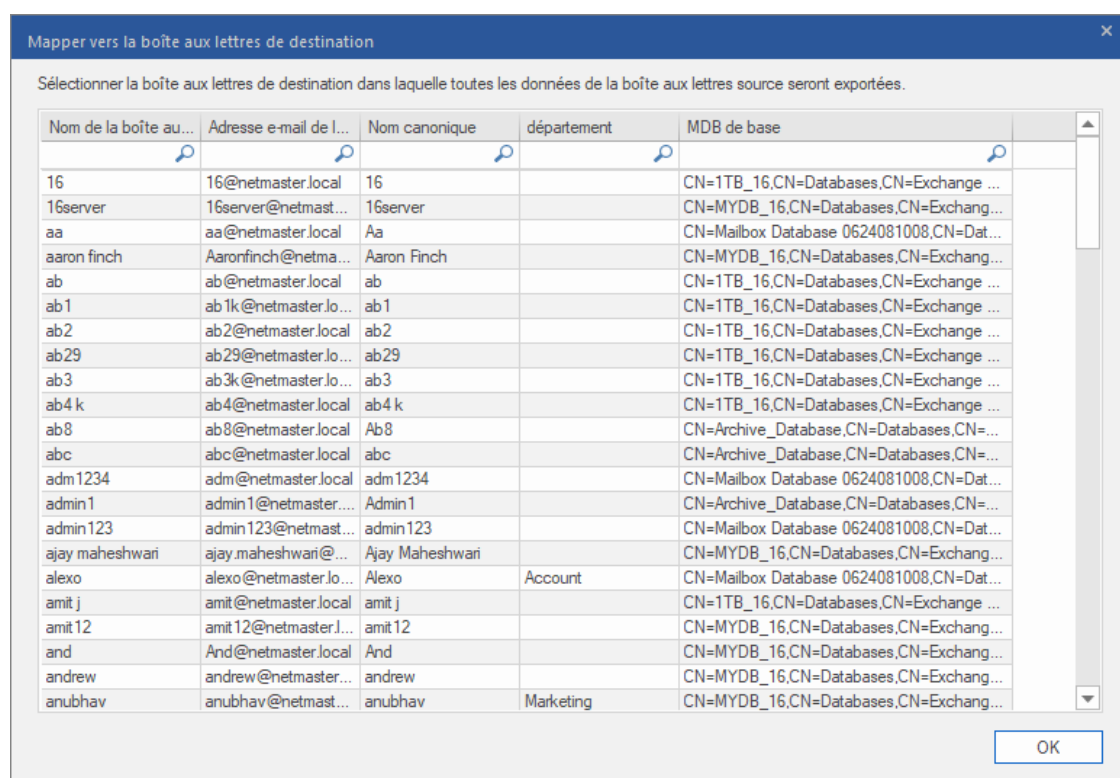 Mapper vers la boîte aux lettres de destination
Sélectionner la boîte aux lettres de destination dans laquelle toutes les données de la boîte aux lettres source seront exportées.
Nom de la boîte au... Adresse e-mail de l... Nom canonique département MDB de base
16 16@netmaster.local 16 CN=1TB_16,CN=Databases,CN=Exchange ...
16server 16server@netmast... 16server CN=MYDB_16,CN=Databases,CN=Exchang...
aa aa@netmaster.local Aa CN=Mailbox Database 0624081008,CN=Dat...
aaron finch Aaronfinch@netma... Aaron Finch CN=MYDB_16,CN=Databases,CN=Exchang...
ab ab@netmaster.local ab CN=1TB_16,CN=Databases,CN=Exchange ...
ab1 ab1k@netmaster.lo... ab1 CN=1TB_16,CN=Databases,CN=Exchange ...
ab2 ab2@netmaster.local ab2 CN=1TB_16,CN=Databases,CN=Exchange ...
ab29 ab29@netmaster.lo... ab29 CN=1TB_16,CN=Databases,CN=Exchange ...
ab3 ab3k@netmaster.lo... ab3 CN=1TB_16,CN=Databases,CN=Exchange ...
ab4 k ab4@netmaster.local ab4 k CN=1TB_16,CN=Databases,CN=Exchange ...
ab8 ab8@netmaster.local Ab8 CN=Archive_Database,CN=Databases,CN=...
abc abc@netmaster.local abc CN=Archive_Database,CN=Databases,CN=...
adm1234 adm@netmaster.local adm1234 CN=Mailbox Database 0624081008,CN=Dat...
admin1 admin1@netmaster.... Admin1 CN=Archive_Database,CN=Databases,CN=...
admin123 admin123@netmast... admin123 CN=Mailbox Database 0624081008,CN=Dat...
ajay maheshwari ajay.maheshwari@... Ajay Maheshwari CN=MYDB_16,CN=Databases,CN=Exchang...
alexo alexo@netmaster.lo... Alexo Account CN=Mailbox Database 0624081008,CN=Dat...
amit j amit@netmaster.local amit j CN=1TB_16,CN=Databases,CN=Exchange ...
amit12 amit12@netmaster.l... amit12 CN=MYDB_16,CN=Databases,CN=Exchang...
and And@netmaster.local And CN=MYDB_16,CN=Databases,CN=Exchang...
andrew andrew@netmaster... andrew CN=MYDB_16,CN=Databases,CN=Exchang...
anubhav anubhav@netmast... anubhav Marketing CN=MYDB_16,CN=Databases,CN=Exchang...
OK